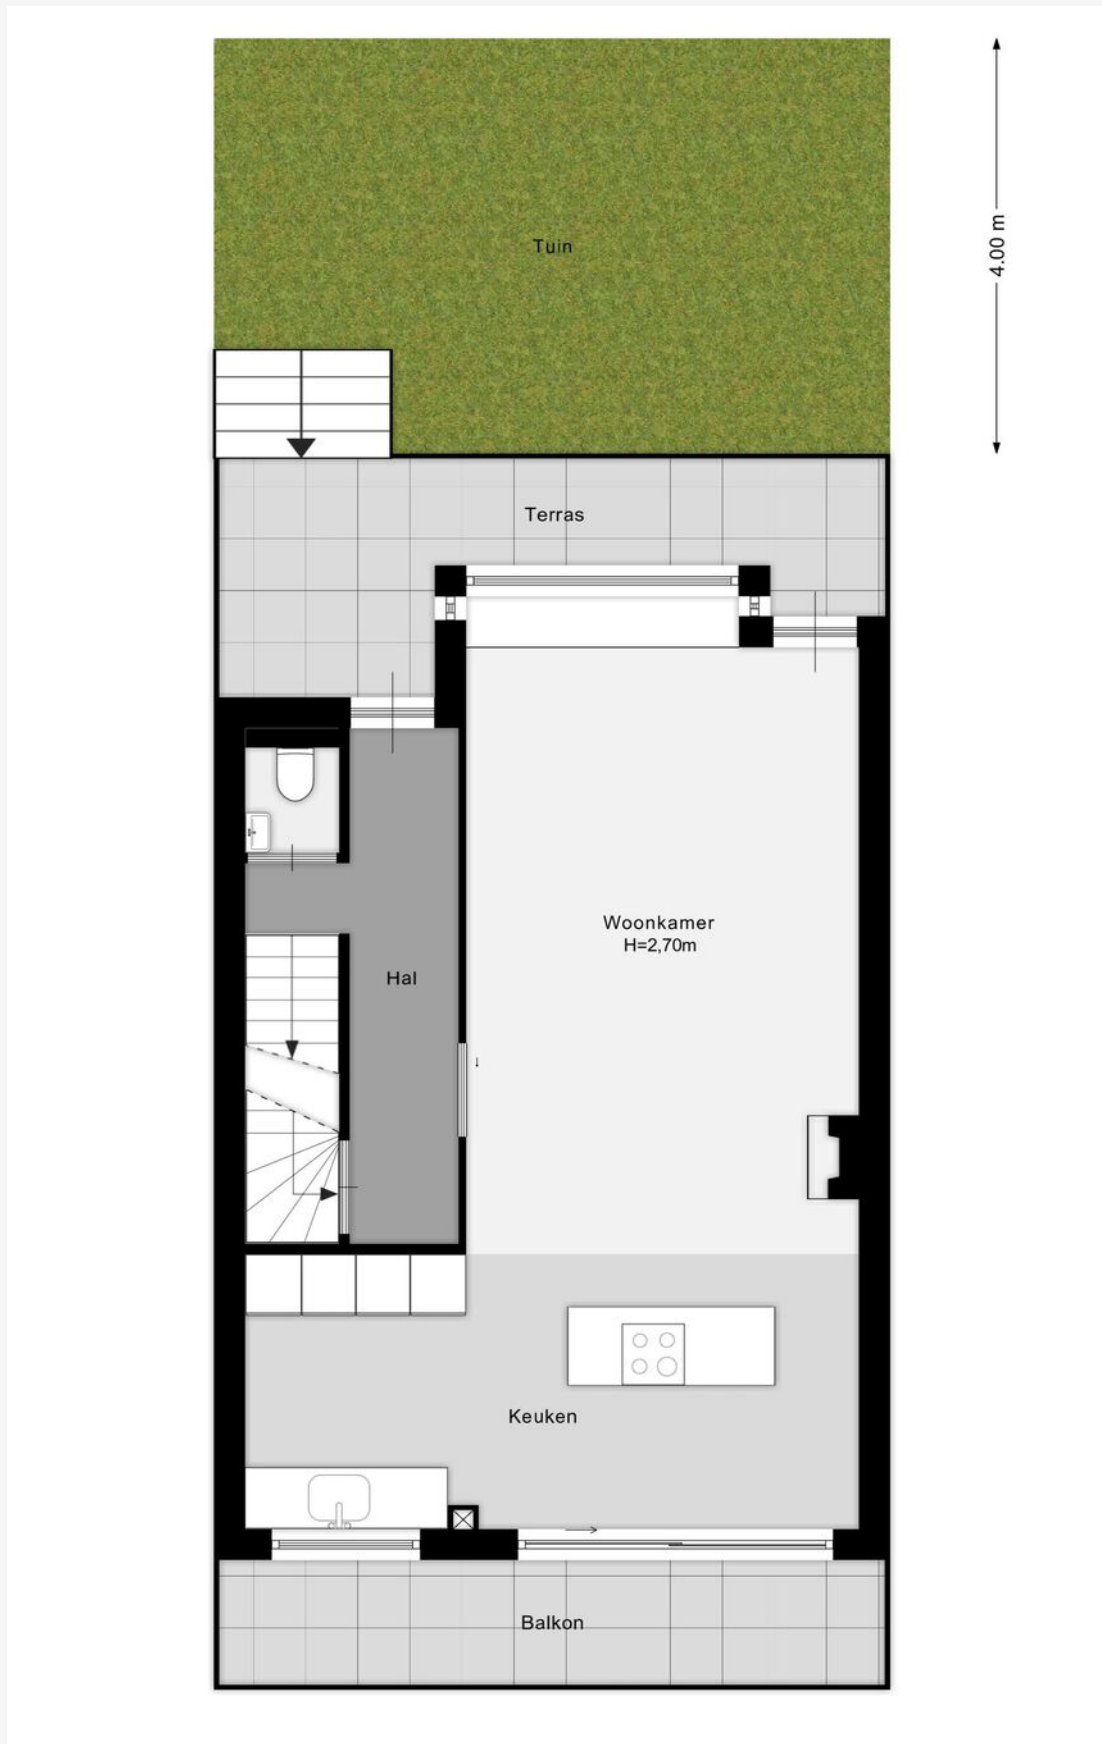 Tuin
4.00 m
Terras
Woonkamer
H=2,70m
Hal
Keuken
Balkon